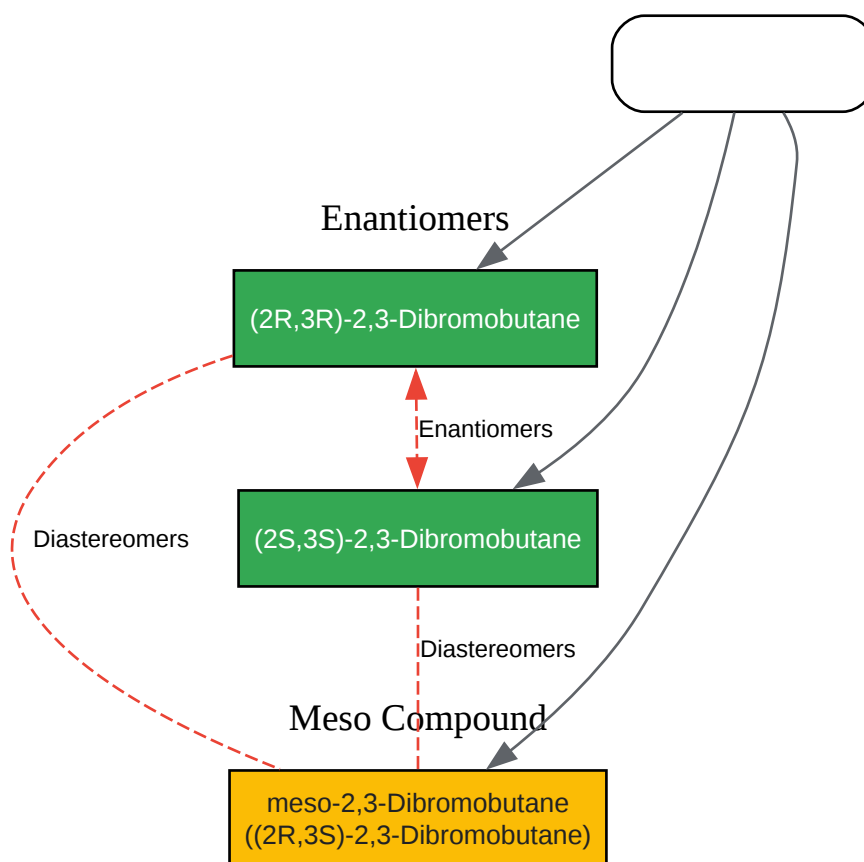 Enantiomers
(2R,3R)-2,3-Dibromobutane
Enantiomers
(2S,3S)-2,3-Dibromobutane
Diastereomers
Diastereomers
Meso Compound
meso-2,3-Dibromobutane
((2R,3S)-2,3-Dibromobutane)